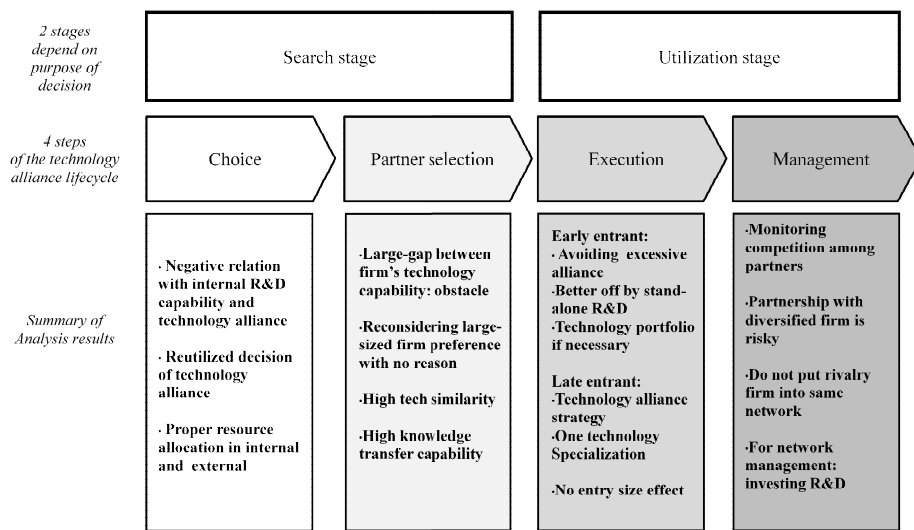 2 stages
depend on
purpose of
decision
Search stage
Utilization stage
4 steps
of the technology
alliance lifecycle
Choice
Partner selection
Execution
Management
Summary of
Analysis results
· Negative relation
with internal R&D
capability and
technology alliance
· Reutilized decision
of technology
alliance
· Proper resource
allocation in internal
and external
·Large-gap between
firm's technology
capability: obstacle
·Reconsidering large-
sized firm preference
with no reason
·High tech similarity
·High knowledge
transfer capability
Early entrant:
·Avoiding excessive
alliance
·Better off by stand-
alone R&D
·Technology portfolio
if necessary
Late entrant:
·Technology alliance
strategy
·One technology
Specialization
·No entry size effect
·Monitoring
competition among
partners
·Partnership with
diversified firm is
risky
·Do not put rivalry
firm into same
network
·For network
management:
investing R&D